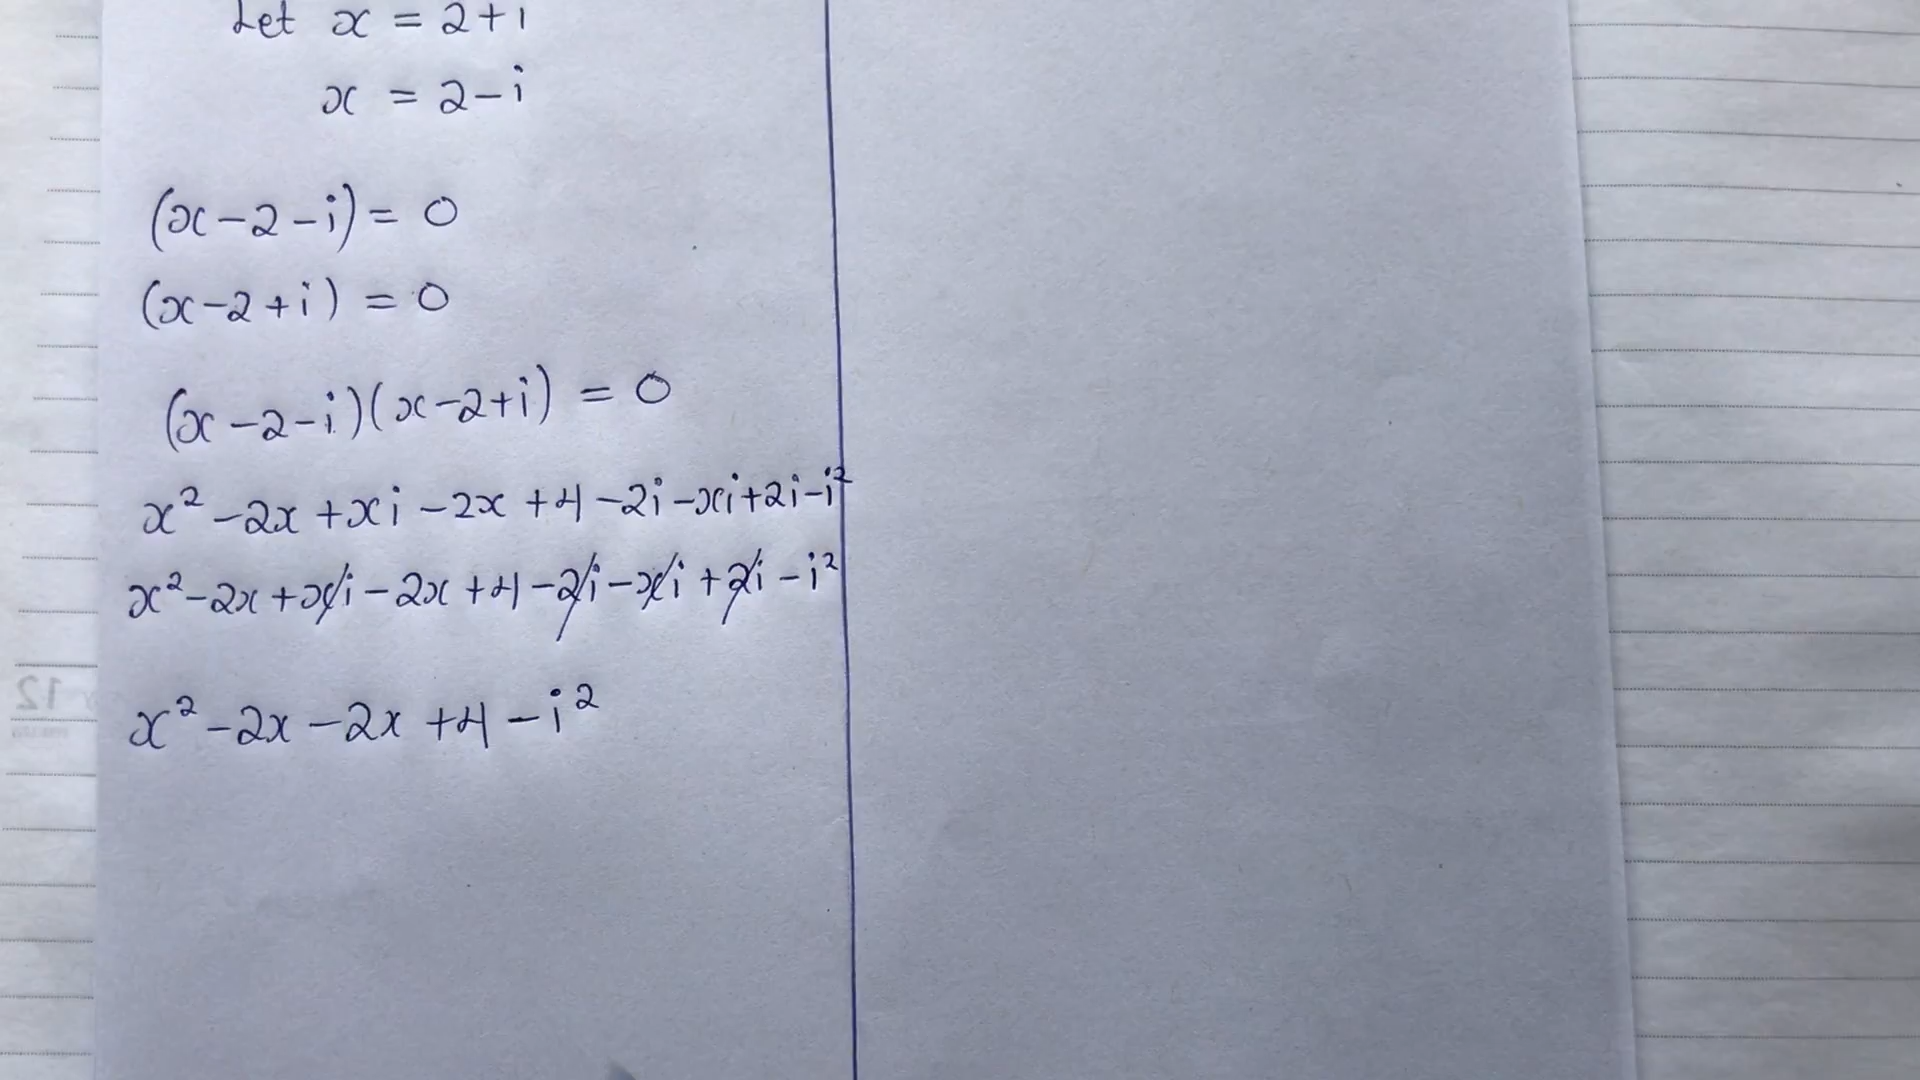 Let x = 2+i
x = 2-i
(x-2-i) = 0
(x-2+i) = 0
(x-2-i)(x-2+i) = 0
x² -2x +xi -2x +4 -2i -xi +2i -i²
x² -2x +xi -2x +4 -2i -xi +2i -i²
x² -2x -2x +4 -i²
12